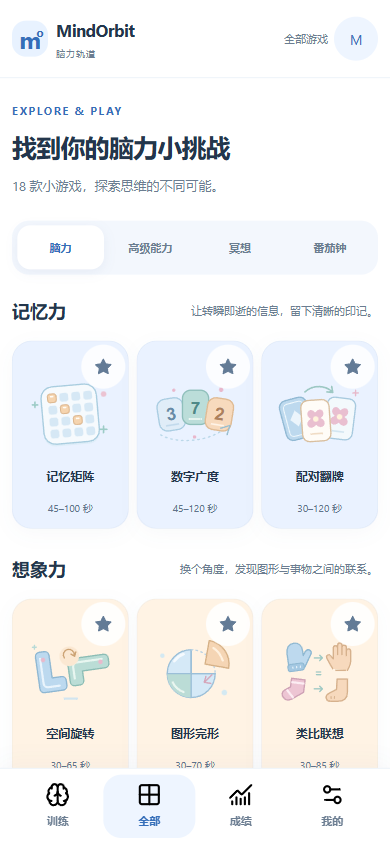 mo
MindOrbit
脑力轨道
全部游戏
M
EXPLORE & PLAY
找到你的脑力小挑战
18 款小游戏，探索思维的不同可能。
脑力
高级能力
冥想
番茄钟
记忆力
让转瞬即逝的信息，留下清晰的印记。
3 7 2
记忆矩阵
数字广度
配对翻牌
45–100 秒
45–120 秒
30–120 秒
想象力
换个角度，发现图形与事物之间的联系。
空间旋转
图形完形
类比联想
30–65 秒
30–70 秒
30–85 秒
训练
全部
成绩
我的